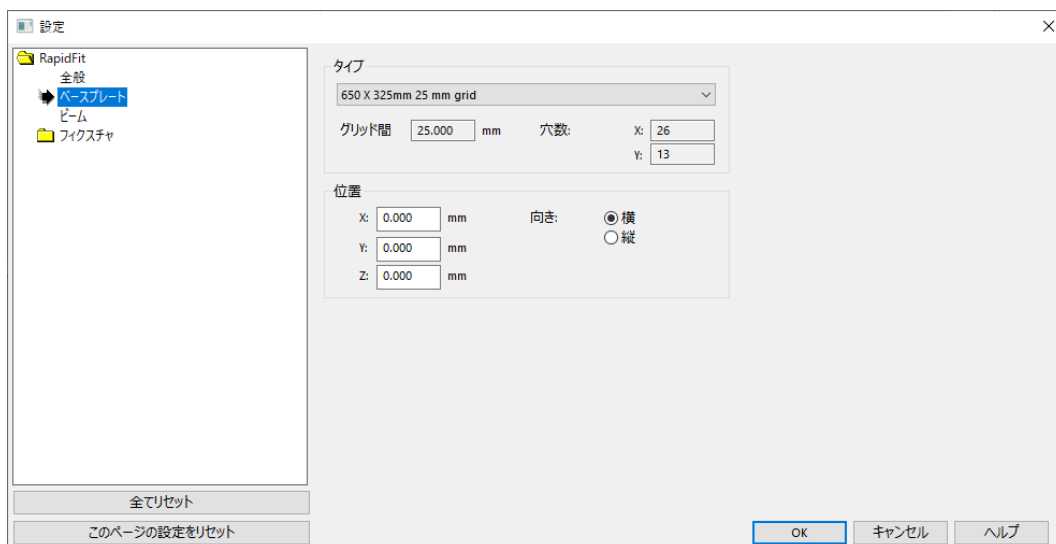 設定
RapidFit
全般
ベースプレート
ビーム
フィクスチャ
全てリセット
このページの設定をリセット
タイプ
650 X 325mm 25 mm grid
グリッド間 25.000 mm 穴数: X: 26
Y: 13
位置
X: 0.000 mm 向き: 横
縦
Y: 0.000 mm
Z: 0.000 mm
OK キャンセル ヘルプ